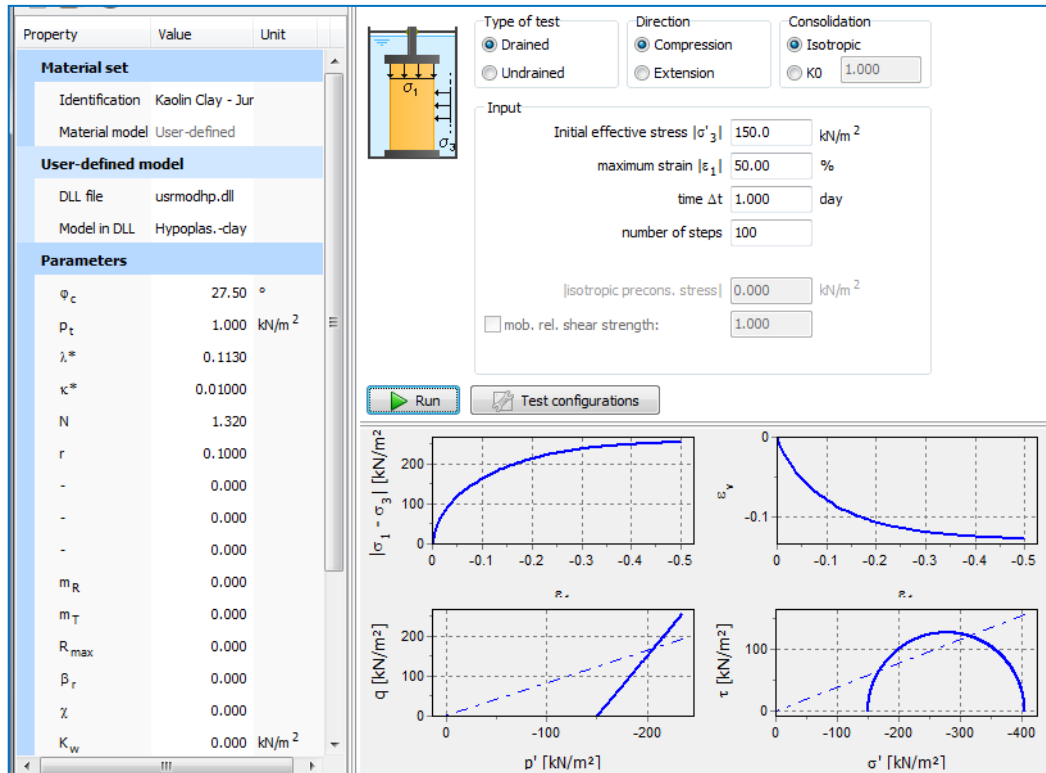 Property Value Unit
Material set
Identification Kaolin Clay - Jur
Material model User-defined
User-defined model
DLL file usrmodhp.dll
Model in DLL Hypoplas.-clay
Parameters
φc 27.50 °
Pt 1.000 kN/m²
λ* 0.1130
κ* 0.01000
N 1.320
r 0.1000
- 0.000
- 0.000
- 0.000
mR 0.000
mT 0.000
Rmax 0.000
βr 0.000
χ 0.000
Kw 0.000 kN/m²
σ1
σ3
Type of test
Drained
Undrained
Direction
Compression
Extension
Consolidation
Isotropic
K0 1.000
Input
Initial effective stress |σ'3| 150.0 kN/m²
maximum strain |ε1| 50.00 %
time Δt 1.000 day
number of steps 100
|isotropic precons. stress| 0.000 kN/m²
mob. rel. shear strength: 1.000
Run
Test configurations
|σ1 - σ3| [kN/m²]
200
100
0
0 -0.1 -0.2 -0.3 -0.4 -0.5
ε1
εv
0
-0.1
0 -0.1 -0.2 -0.3 -0.4 -0.5
ε1
q [kN/m²]
200
100
0
0 -100 -200
p' [kN/m²]
τ [kN/m²]
100
0
0 -100 -200 -300 -400
σ' [kN/m²]